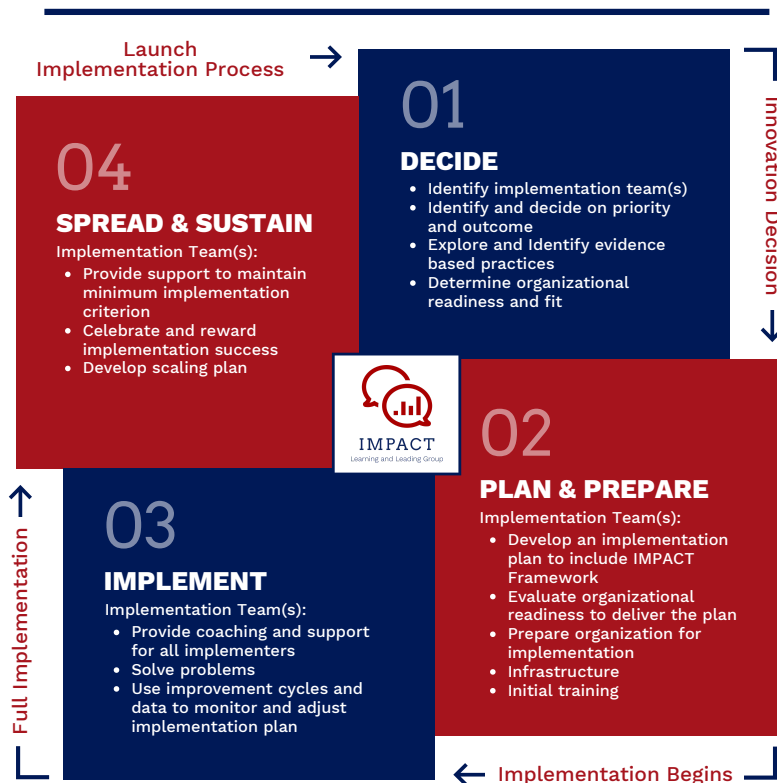 Launch
Implementation Process
01
DECIDE
• Identify implementation team(s)
• Identify and decide on priority
and outcome
• Explore and Identify evidence
based practices
• Determine organizational
readiness and fit
Innovation Decision
02
PLAN & PREPARE
Implementation Team(s):
• Develop an implementation
plan to include IMPACT
Framework
• Evaluate organizational
readiness to deliver the plan
• Prepare organization for
implementation
• Infrastructure
• Initial training
Implementation Begins
03
IMPLEMENT
Implementation Team(s):
• Provide coaching and support
for all implementers
• Solve problems
• Use improvement cycles and
data to monitor and adjust
implementation plan
Full Implementation
04
SPREAD & SUSTAIN
Implementation Team(s):
• Provide support to maintain
minimum implementation
criterion
• Celebrate and reward
implementation success
• Develop scaling plan
IMPACT
Learning and Leading Group